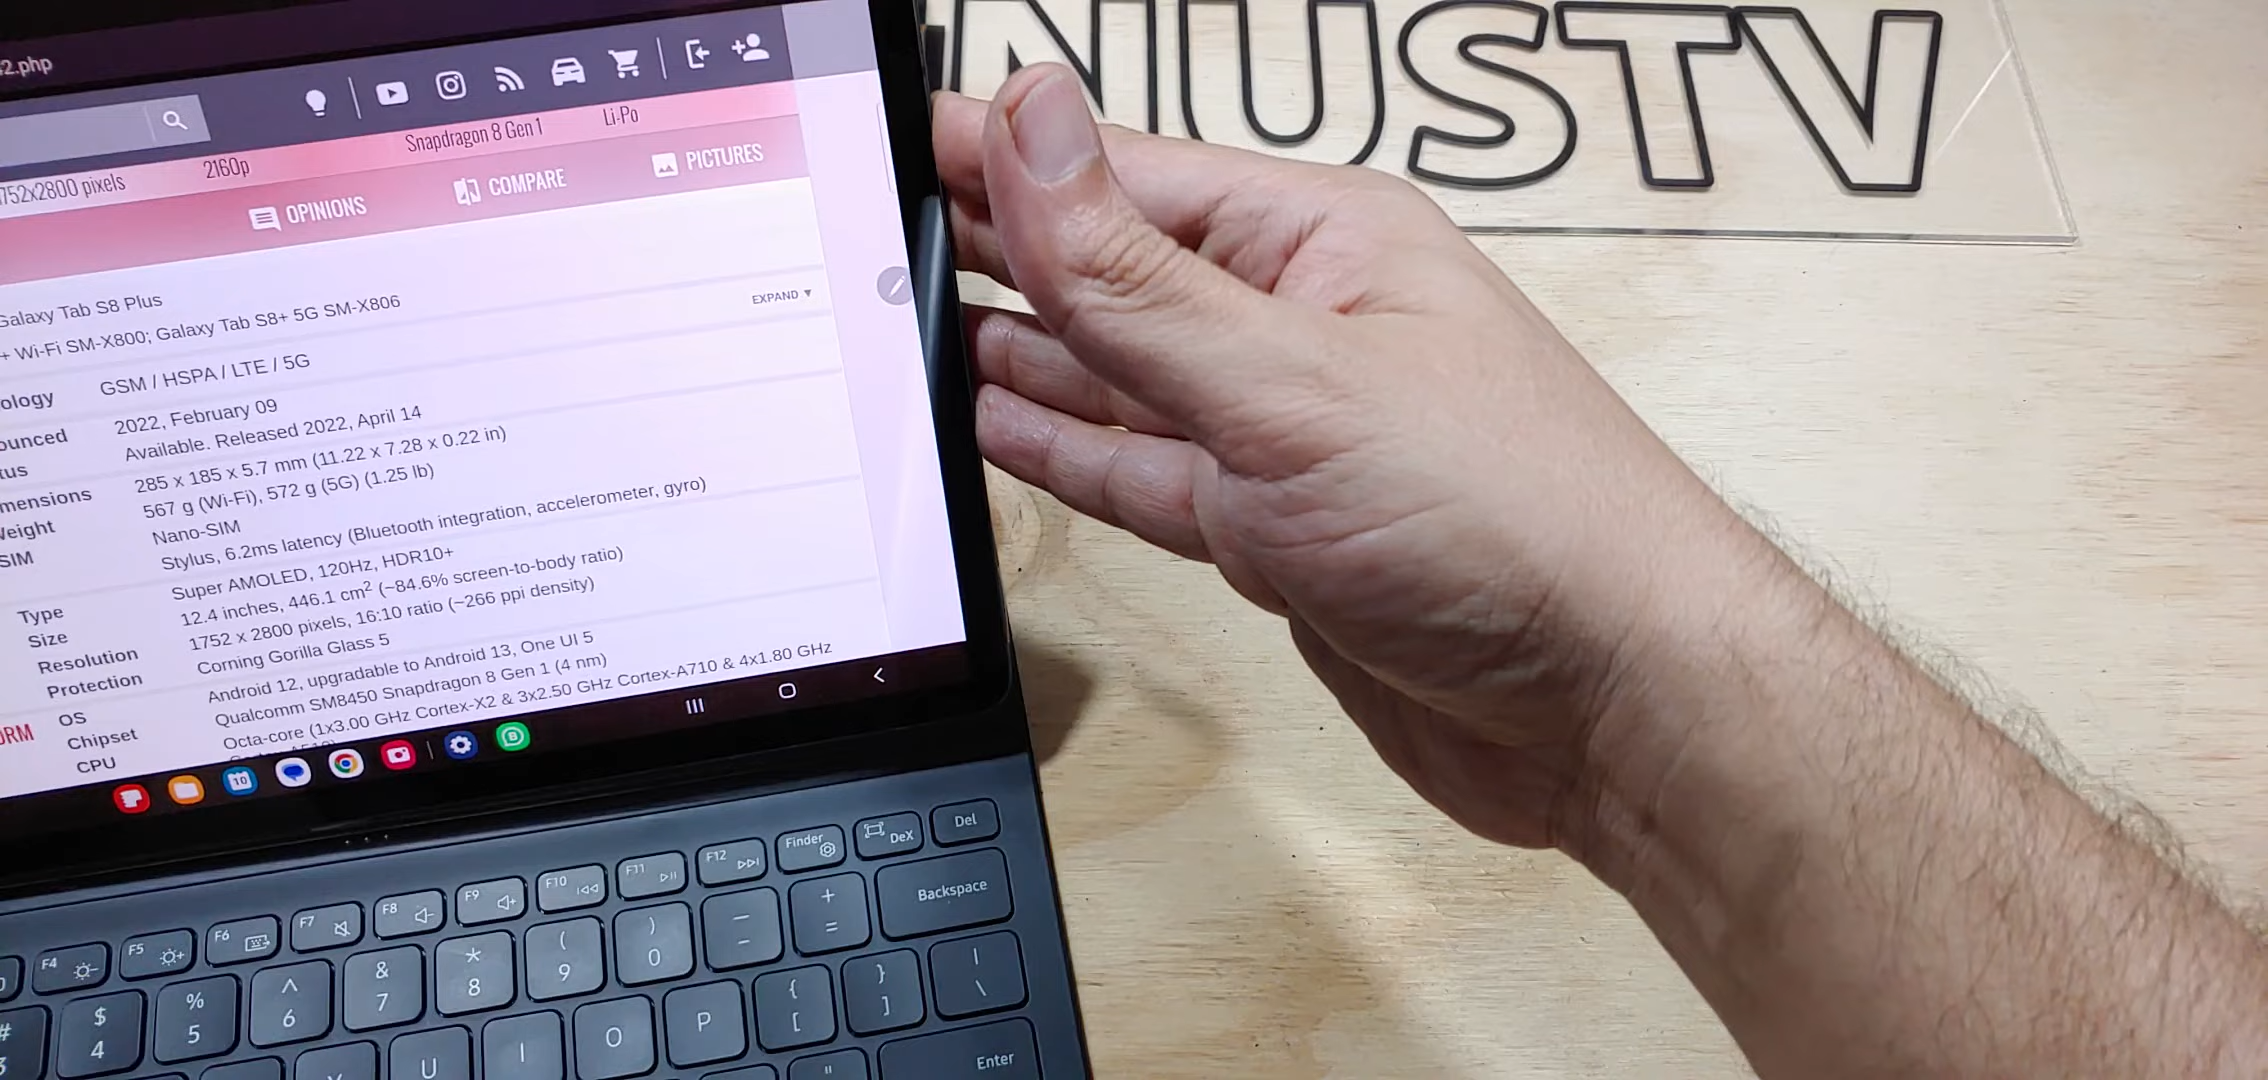 NUSTV
s2.php
1752x2800 pixels
2160p
Snapdragon 8 Gen 1
Li-Po
OPINIONS
COMPARE
PICTURES
Galaxy Tab S8 Plus
+ Wi-Fi SM-X800; Galaxy Tab S8+ 5G SM-X806
EXPAND ▼
ology GSM / HSPA / LTE / 5G
ounced 2022, February 09
tus Available. Released 2022, April 14
mensions 285 x 185 x 5.7 mm (11.22 x 7.28 x 0.22 in)
Weight 567 g (Wi-Fi), 572 g (5G) (1.25 lb)
SIM Nano-SIM
Stylus, 6.2ms latency (Bluetooth integration, accelerometer, gyro)
Type Super AMOLED, 120Hz, HDR10+
Size 12.4 inches, 446.1 cm² (~84.6% screen-to-body ratio)
Resolution 1752 x 2800 pixels, 16:10 ratio (~266 ppi density)
Protection Corning Gorilla Glass 5
ORM OS Android 12, upgradable to Android 13, One UI 5
Chipset Qualcomm SM8450 Snapdragon 8 Gen 1 (4 nm)
CPU Octa-core (1x3.00 GHz Cortex-X2 & 3x2.50 GHz Cortex-A710 & 4x1.80 GHz
10
B
F4 F5 F6 F7 F8 F9 F10 F11 F12 Finder DeX Del
# 3 $ 4 % 5 ^ 6 & 7 * 8 ( 9 ) 0 _ - + = Backspace
U I O P { [ } ] | \
" Enter